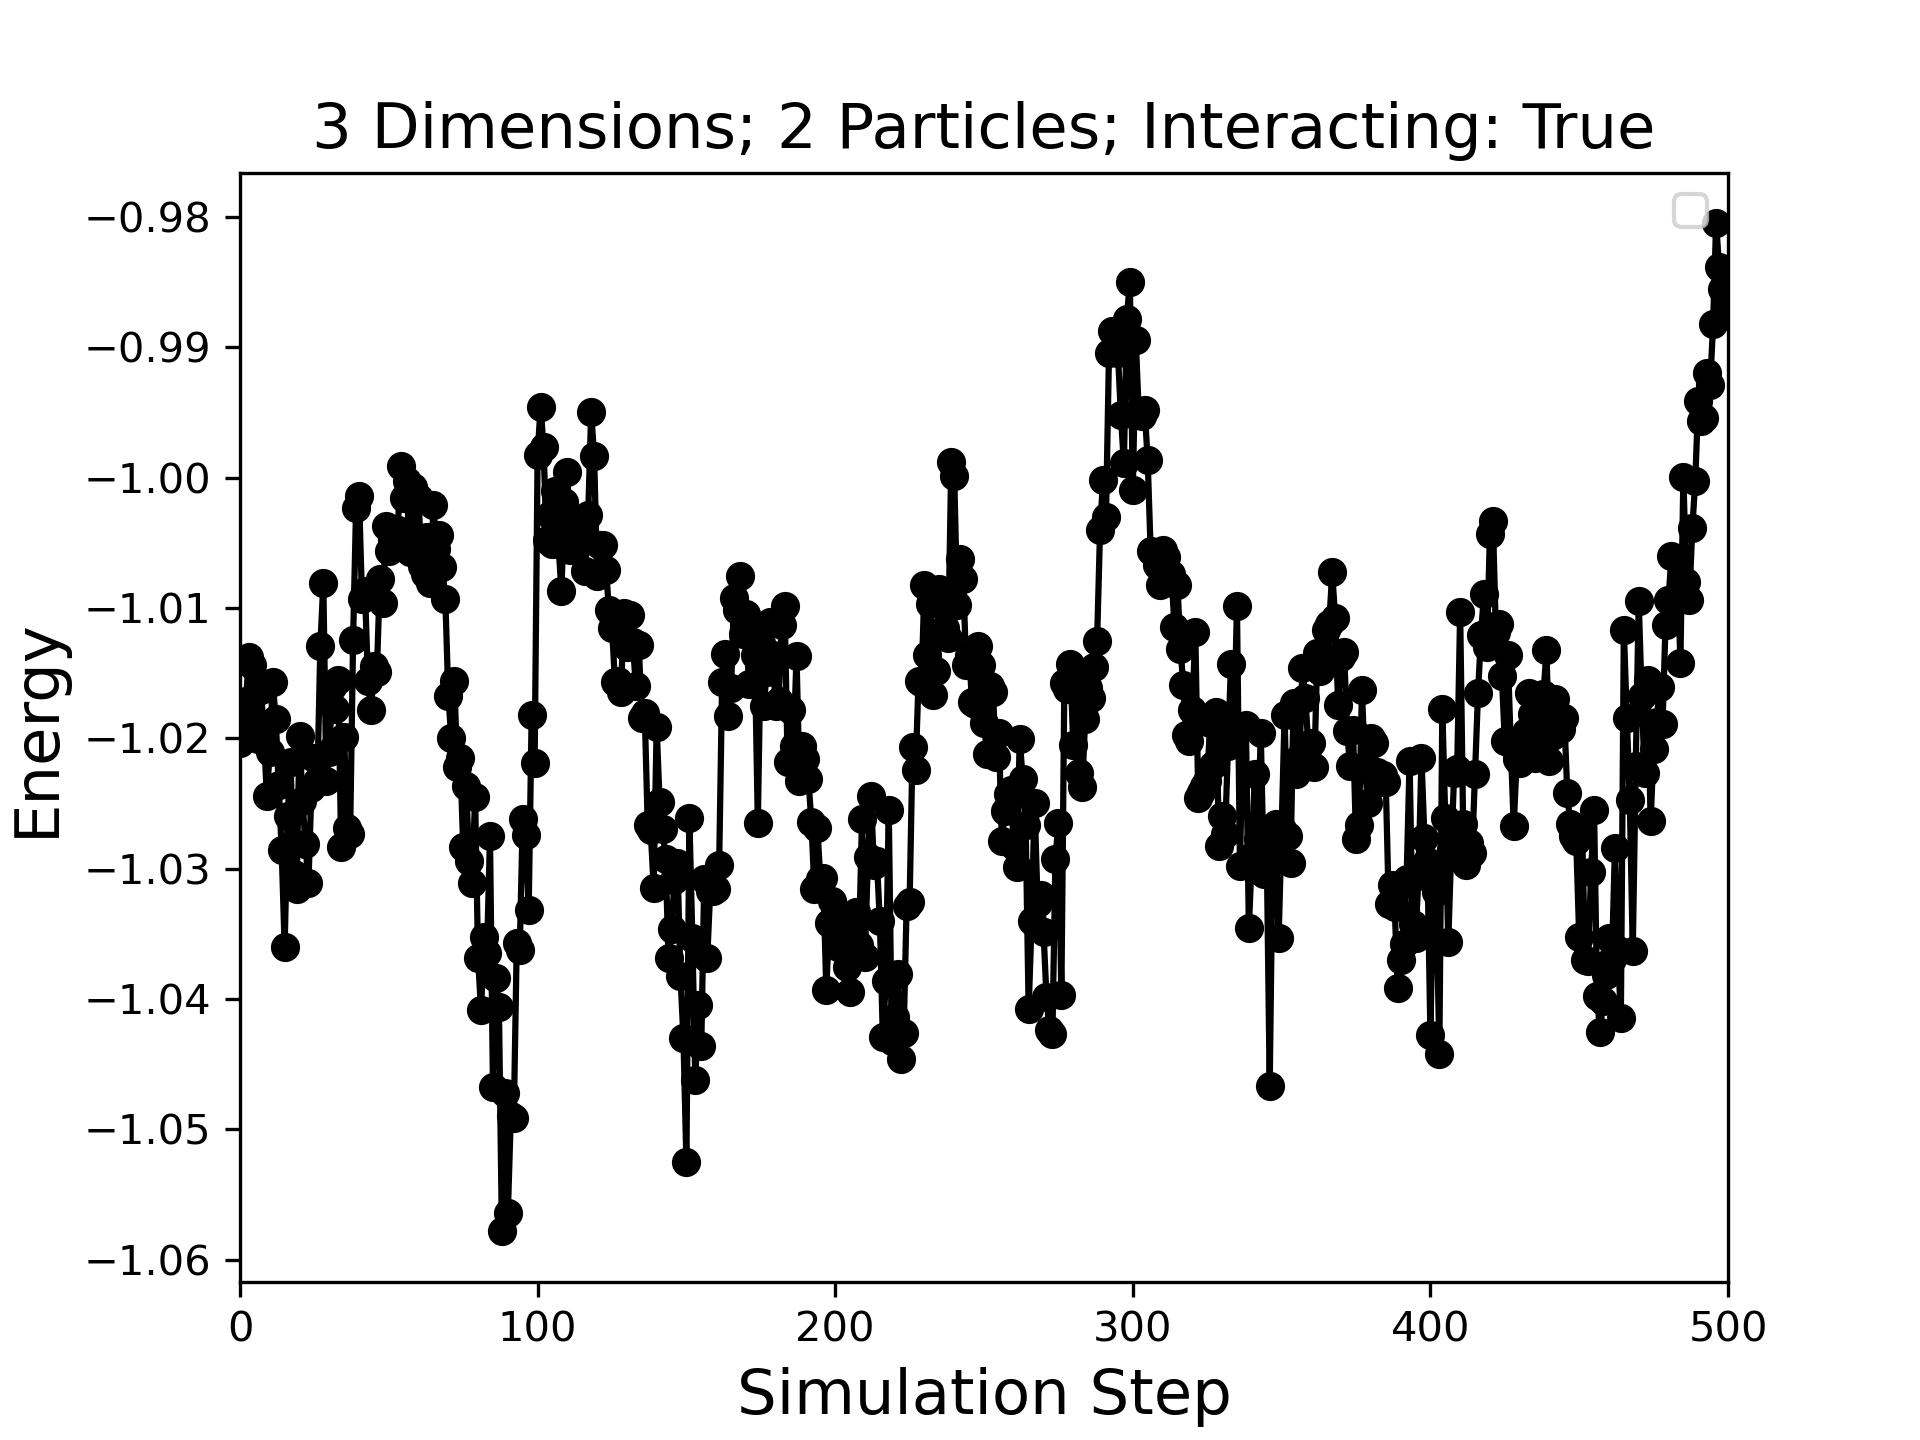 3 Dimensions; 2 Particles; Interacting: True
−0.98
−0.99
−1.00
−1.01
−1.02
−1.03
−1.04
−1.05
−1.06
Energy
0 100 200 300 400 500
Simulation Step